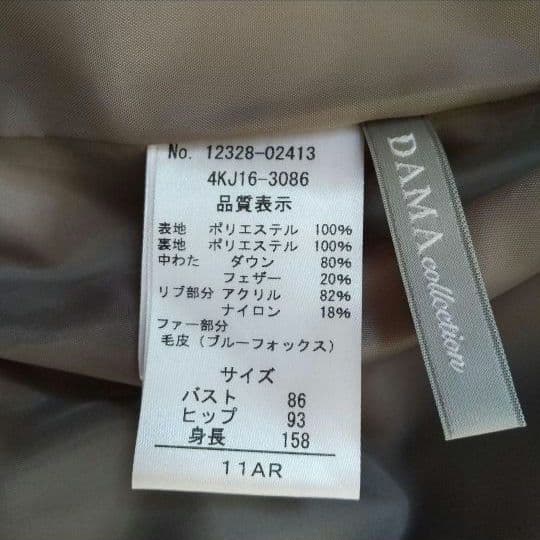 No. 12328-02413
4KJ16-3086
品質表示
表地 ポリエステル 100%
裏地 ポリエステル 100%
中わた ダウン 80%
フェザー 20%
リブ部分 アクリル 82%
ナイロン 18%
ファー部分
毛皮（ブルーフォックス）
サイズ
バスト 86
ヒップ 93
身長 158
11AR
DAMA collection